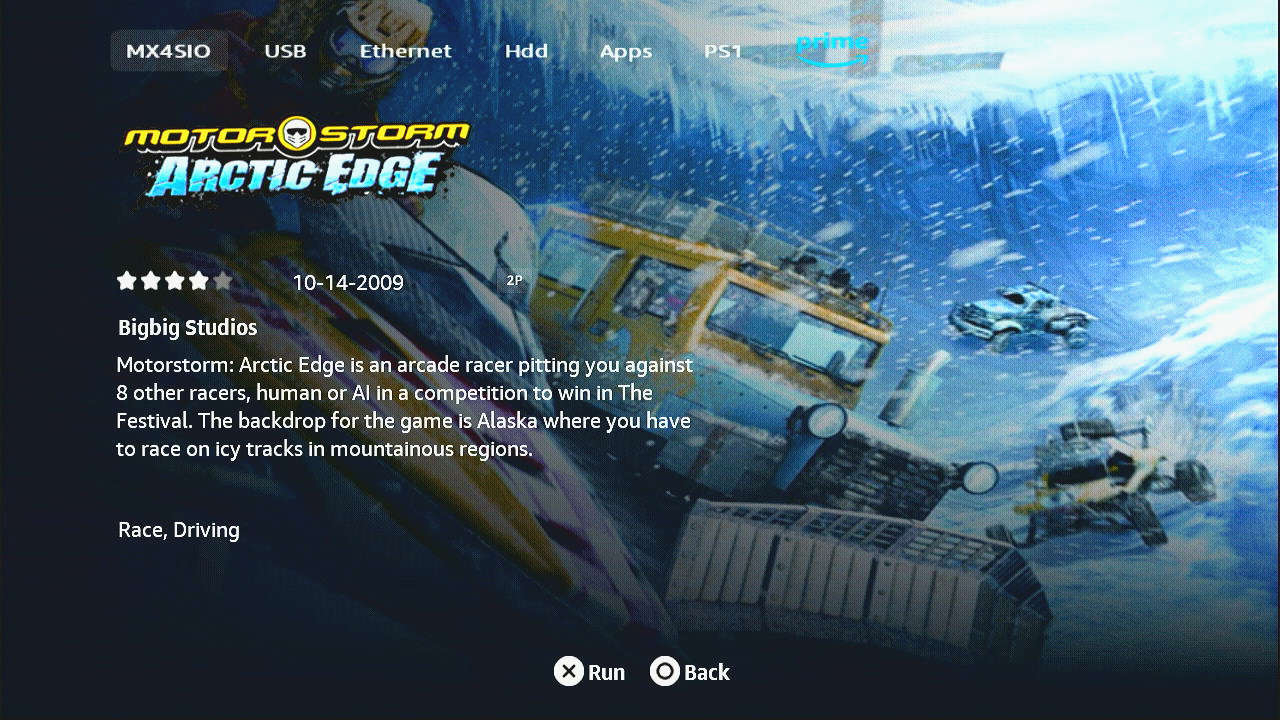 MX4SIO USB Ethernet Hdd Apps PS1 prime
MOTORSTORM
ARCTIC EDGE
10-14-2009 2P
Bigbig Studios
Motorstorm: Arctic Edge is an arcade racer pitting you against
8 other racers, human or AI in a competition to win in The
Festival. The backdrop for the game is Alaska where you have
to race on icy tracks in mountainous regions.
Race, Driving
Run Back